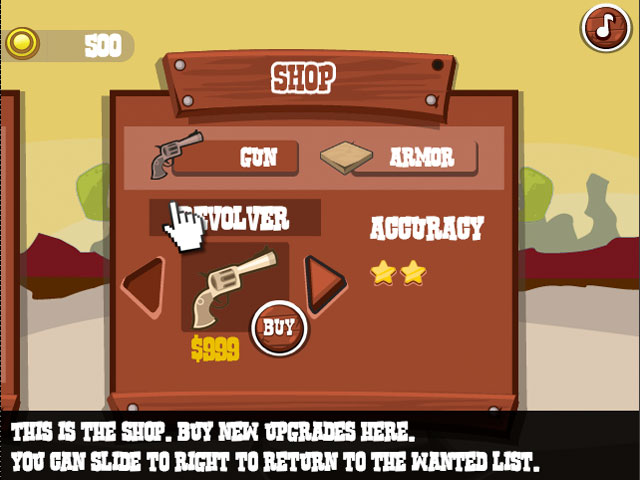 500
SHOP
GUN
ARMOR
REVOLVER
ACCURACY
BUY
$999
THIS IS THE SHOP. BUY NEW UPGRADES HERE.
YOU CAN SLIDE TO RIGHT TO RETURN TO THE WANTED LIST.